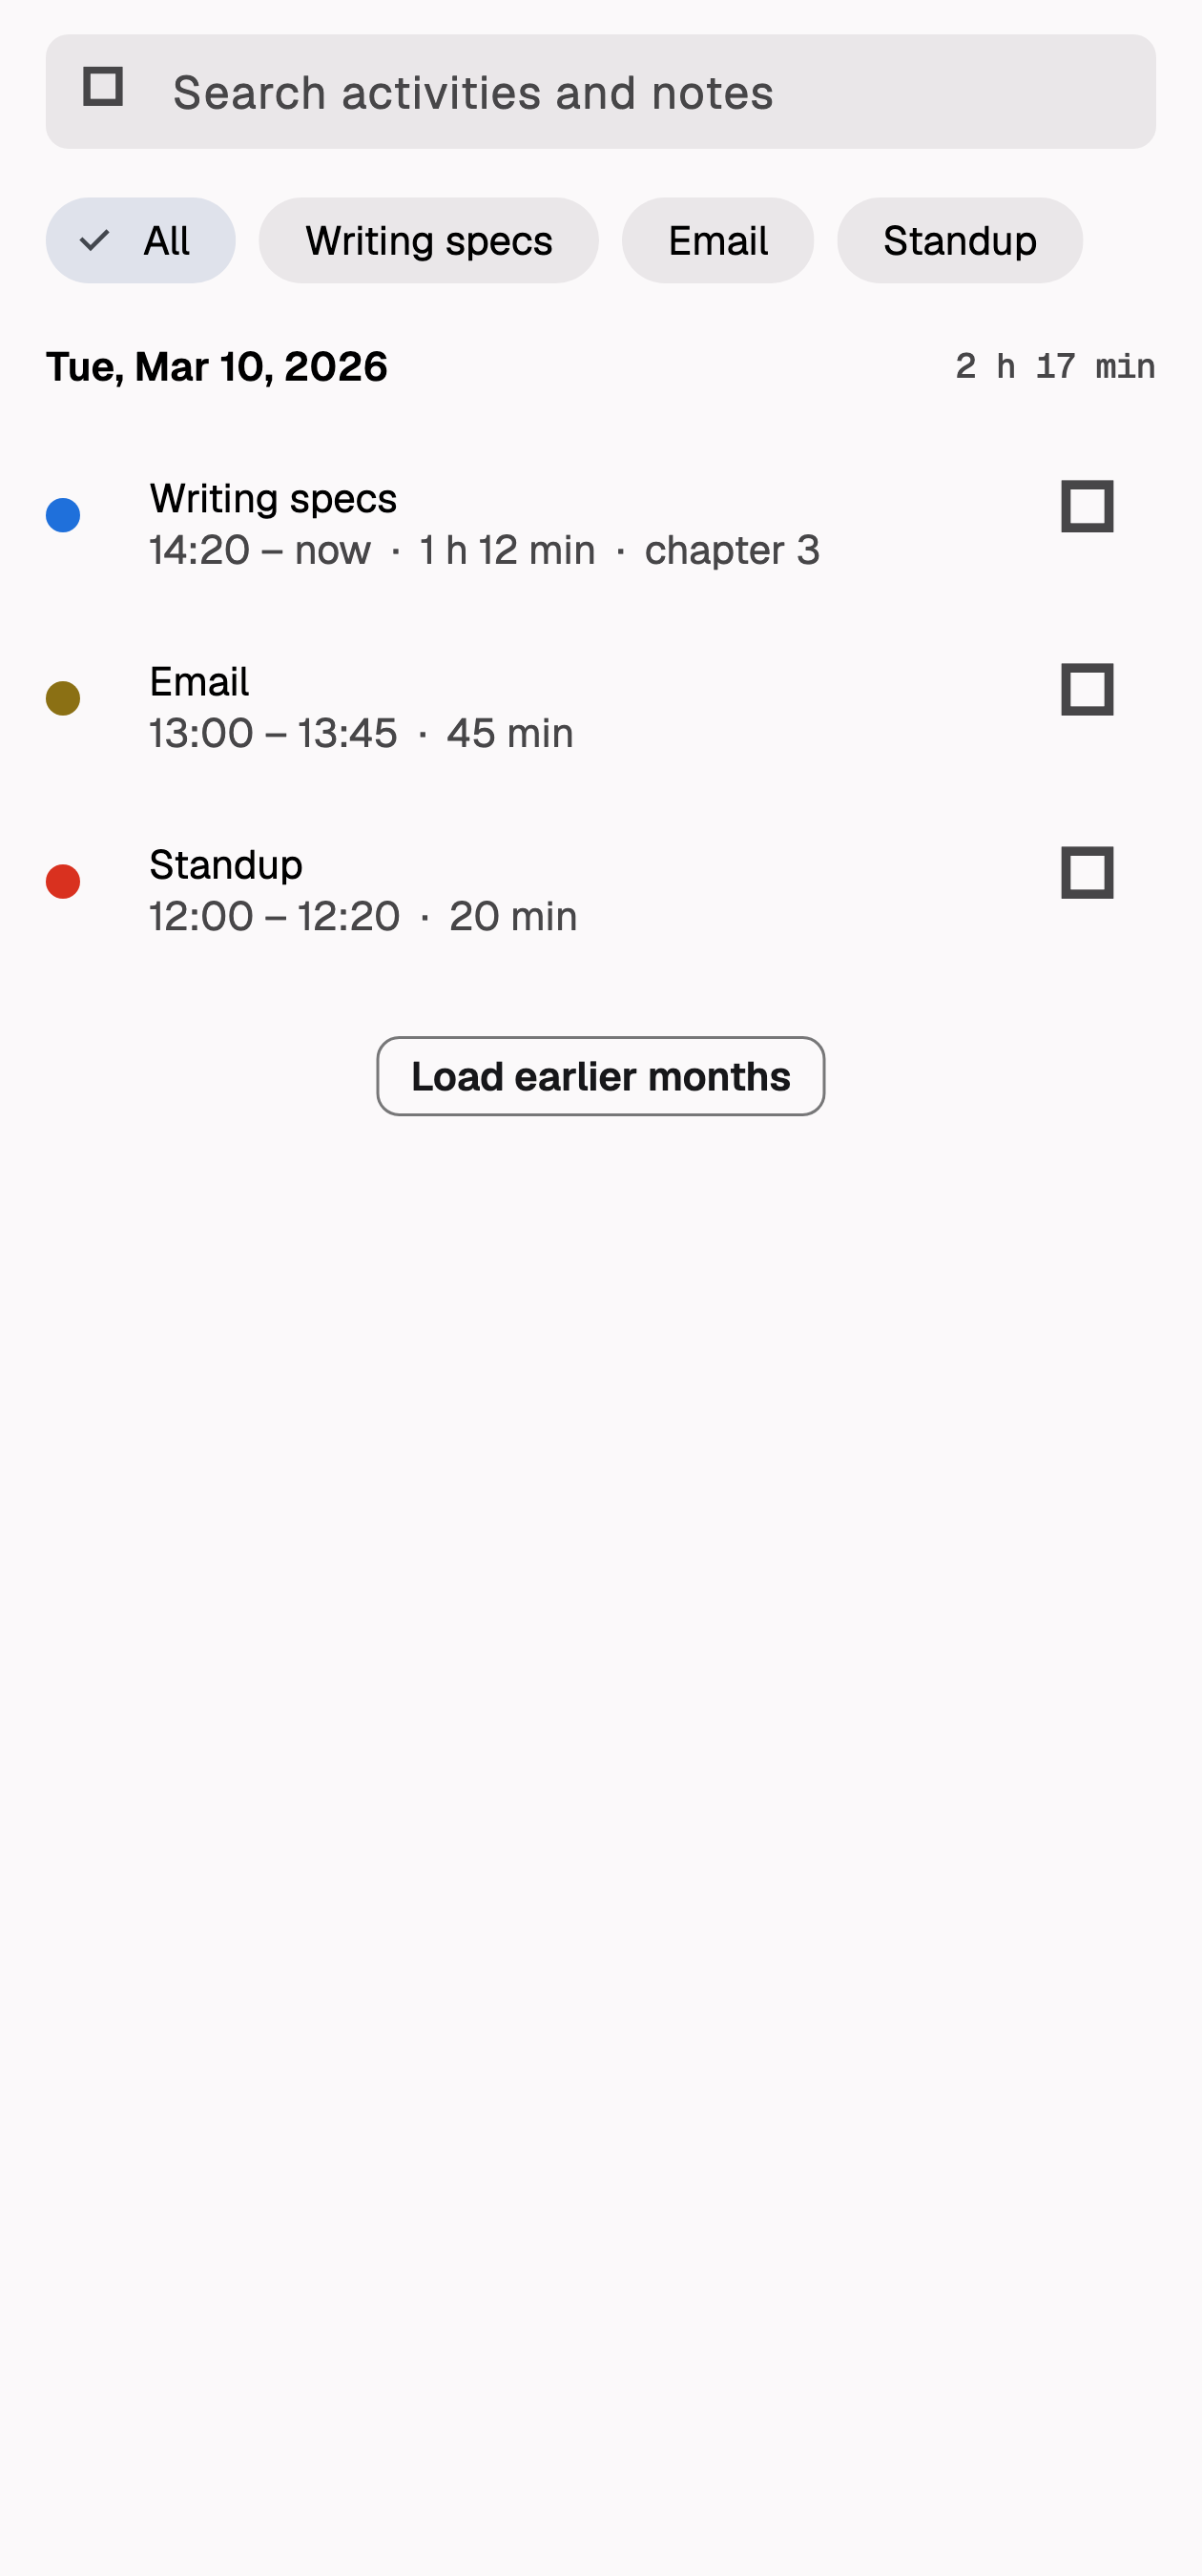 Search activities and notes
All Writing specs Email Standup
Tue, Mar 10, 2026 2 h 17 min
Writing specs
14:20 – now · 1 h 12 min · chapter 3
Email
13:00 – 13:45 · 45 min
Standup
12:00 – 12:20 · 20 min
Load earlier months